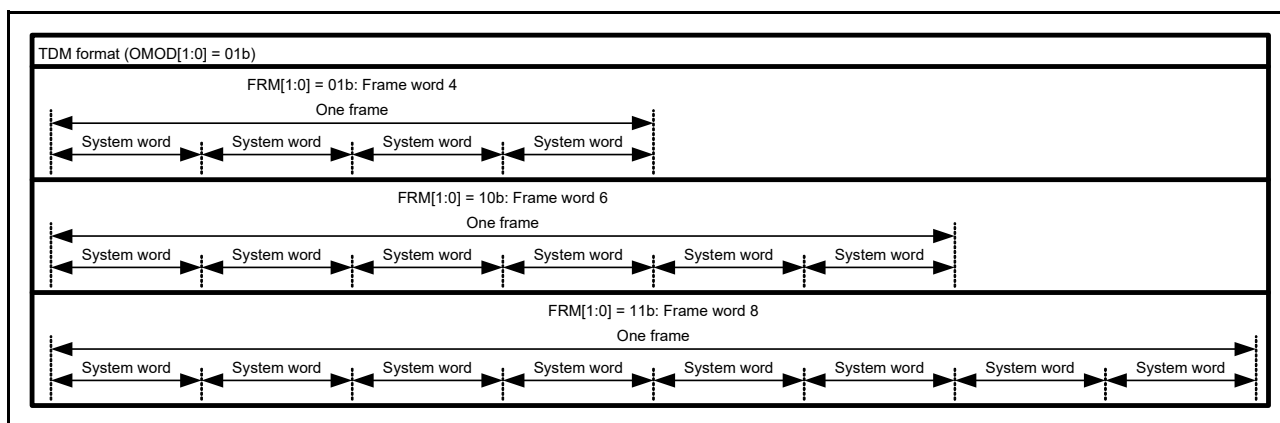 TDM format (OMOD[1:0] = 01b)
FRM[1:0] = 01b: Frame word 4
One frame
System word System word System word System word
FRM[1:0] = 10b: Frame word 6
One frame
System word System word System word System word System word System word
FRM[1:0] = 11b: Frame word 8
One frame
System word System word System word System word System word System word System word System word